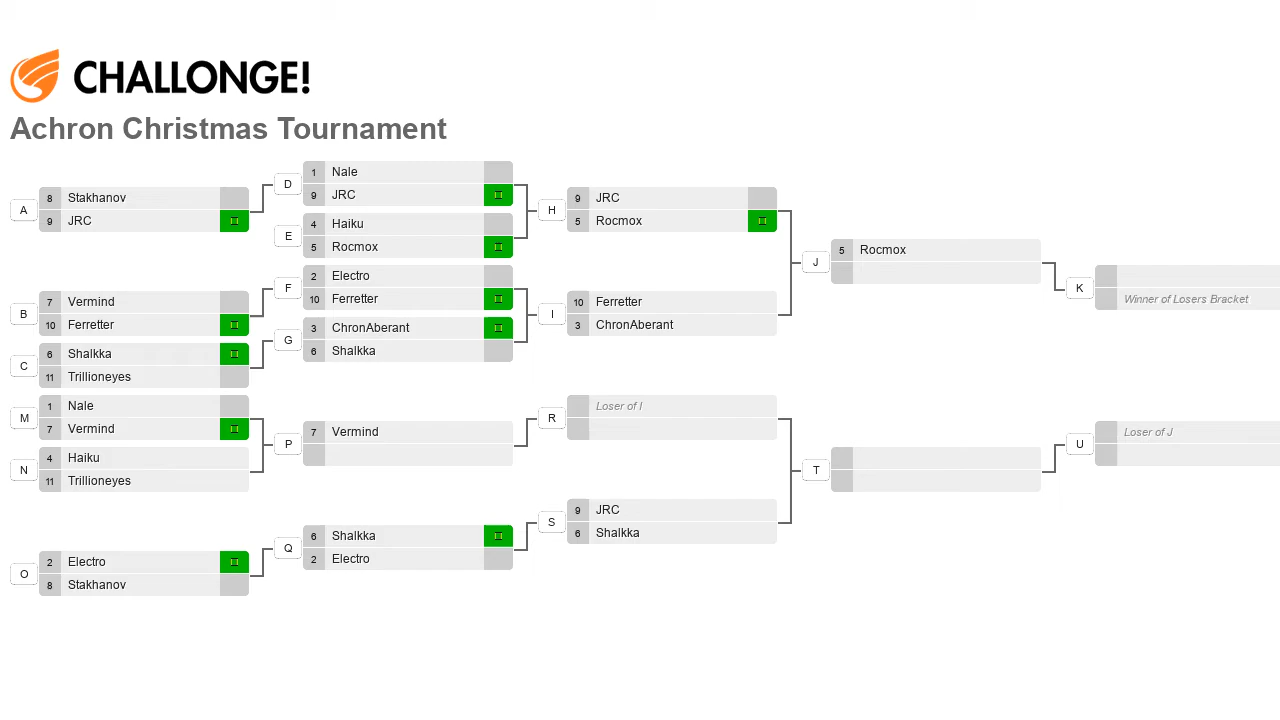 CHALLONGE!
Achron Christmas Tournament
A
8 Stakhanov
9 JRC
B
7 Vermind
10 Ferretter
C
6 Shalkka
11 Trillioneyes
D
1 Nale
9 JRC
E
4 Haiku
5 Rocmox
F
2 Electro
10 Ferretter
G
3 ChronAberant
6 Shalkka
H
9 JRC
5 Rocmox
I
10 Ferretter
3 ChronAberant
J
5 Rocmox
K
Winner of Losers Bracket
M
1 Nale
7 Vermind
N
4 Haiku
11 Trillioneyes
O
2 Electro
8 Stakhanov
P
7 Vermind
Q
6 Shalkka
2 Electro
R
Loser of I
S
9 JRC
6 Shalkka
T
U
Loser of J